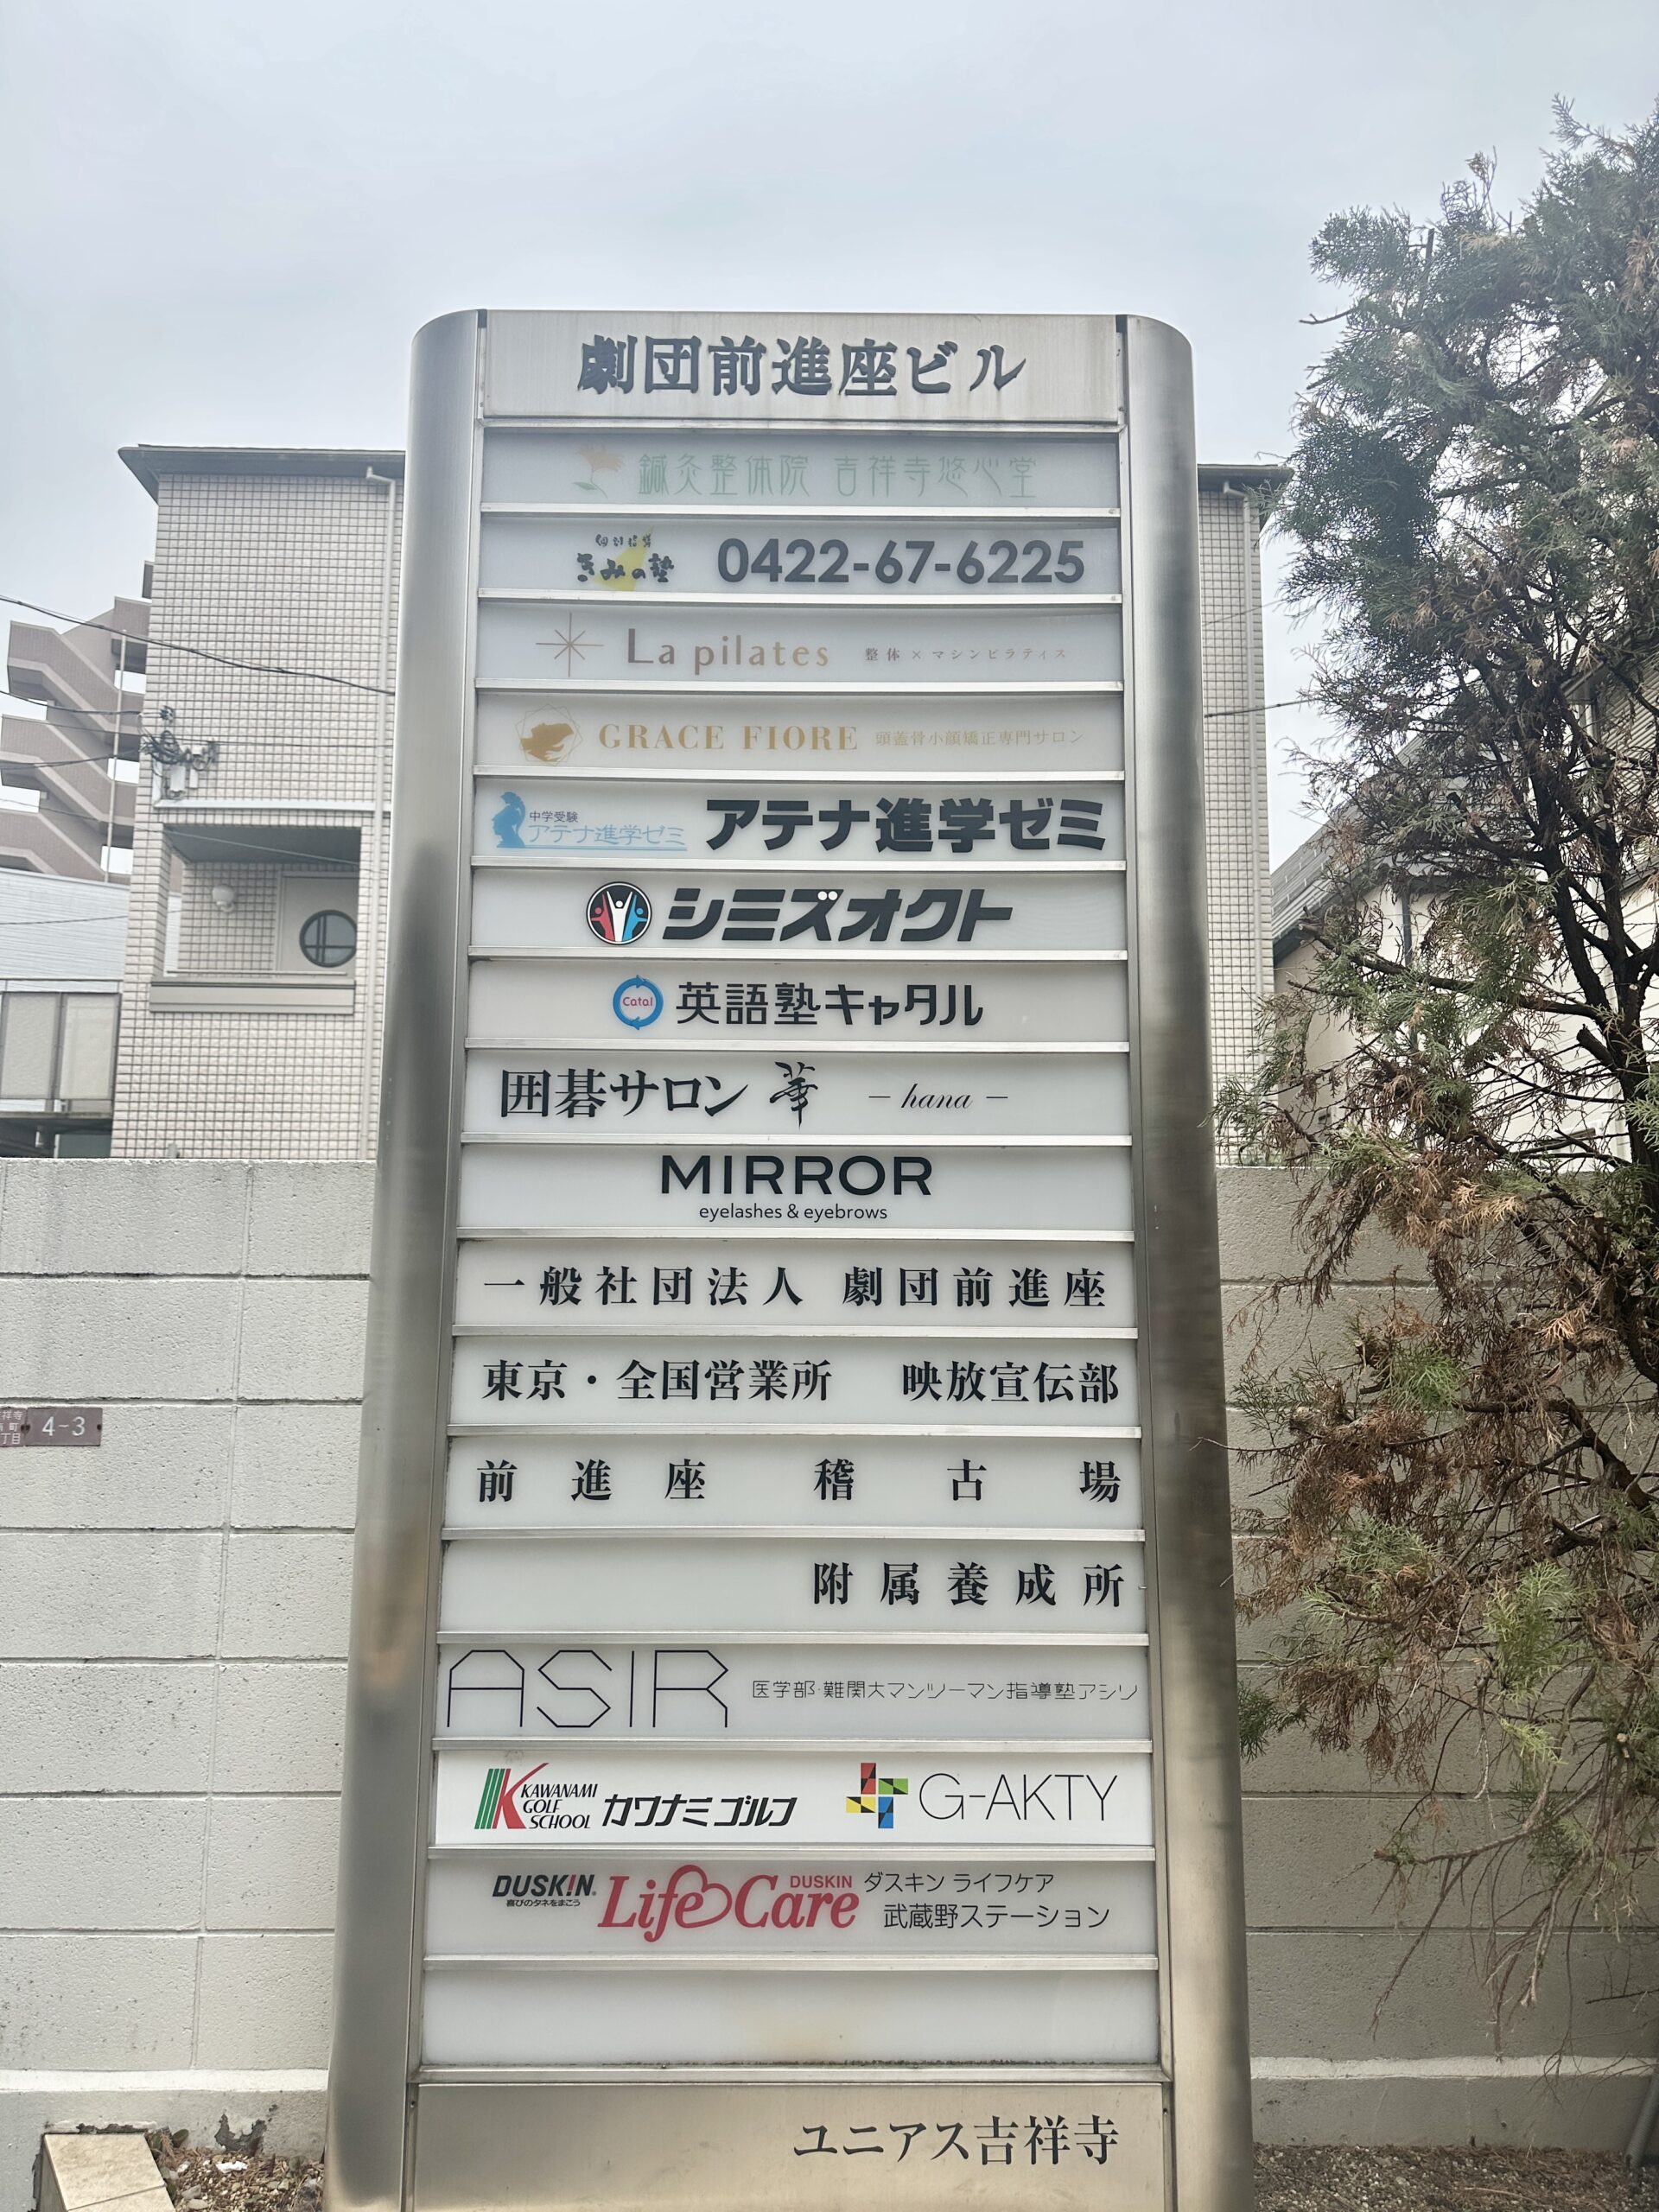 劇団前進座ビル
鍼灸整体院 吉祥寺悠心堂
個別指導
きみの塾 0422-67-6225
La pilates 整体×マシンピラティス
GRACE FIORE 頭蓋骨小顔矯正専門サロン
中学受験
アテナ進学ゼミ アテナ進学ゼミ
シミズオクト
Catal 英語塾キャタル
囲碁サロン 華 ― hana ―
MIRROR
eyelashes & eyebrows
一般社団法人 劇団前進座
東京・全国営業所 映放宣伝部
前進座 稽古場
附属養成所
ASIR 医学部・難関大マンツーマン指導塾アシリ
KAWANAMI
GOLF
SCHOOL カワナミゴルフ G-AKTY
DUSKIN
喜びのタネをまこう
DUSKIN
Life Care
ダスキン ライフケア
武蔵野ステーション
ユニアス吉祥寺
4-3
丁目